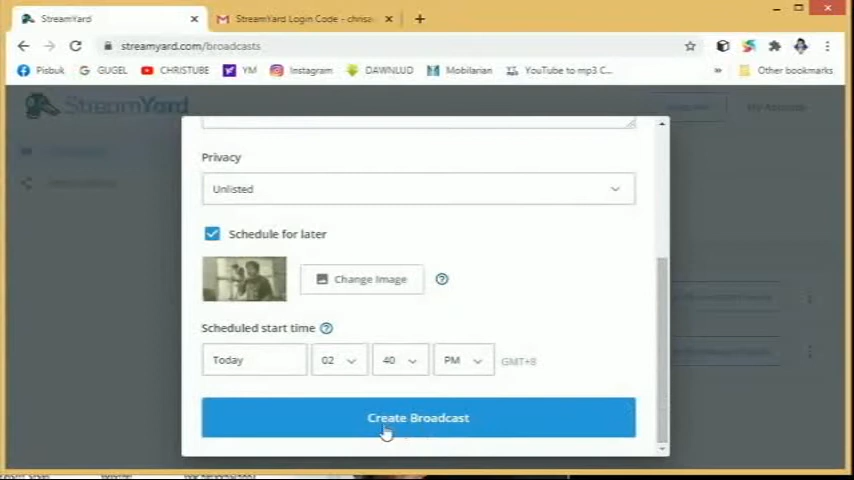 StreamYard
StreamYard Login Code - chrisa
streamyard.com/broadcasts
Pisbuk
GUGEL
CHRISTUBE
YM
Instagram
DAWNLUD
Mobilarian
YouTube to mp3 C...
»
Other bookmarks
StreamYard
My Account
Privacy
Unlisted
Schedule for later
Change Image
Scheduled start time
Today 02 40 PM GMT+8
Create Broadcast